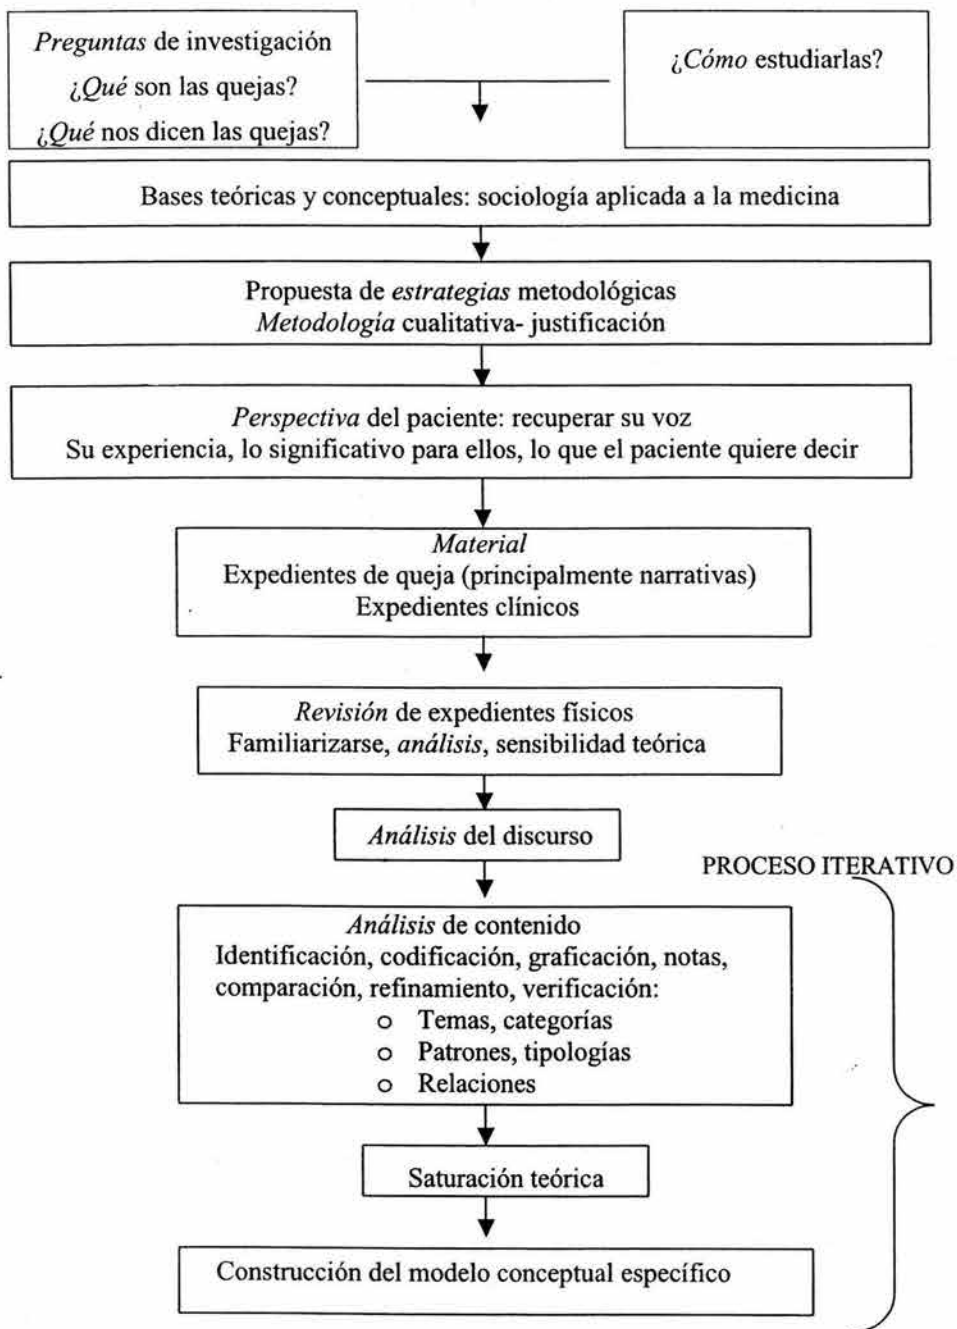 Preguntas de investigación
¿Qué son las quejas?
¿Qué nos dicen las quejas?
¿Cómo estudiarlas?
Bases teóricas y conceptuales: sociología aplicada a la medicina
Propuesta de estrategias metodológicas
Metodología cualitativa- justificación
Perspectiva del paciente: recuperar su voz
Su experiencia, lo significativo para ellos, lo que el paciente quiere decir
Material
Expedientes de queja (principalmente narrativas)
Expedientes clínicos
Revisión de expedientes físicos
Familiarizarse, análisis, sensibilidad teórica
Análisis del discurso
PROCESO ITERATIVO
Análisis de contenido
Identificación, codificación, graficación, notas,
comparación, refinamiento, verificación:
o Temas, categorías
o Patrones, tipologías
o Relaciones
Saturación teórica
Construcción del modelo conceptual específico